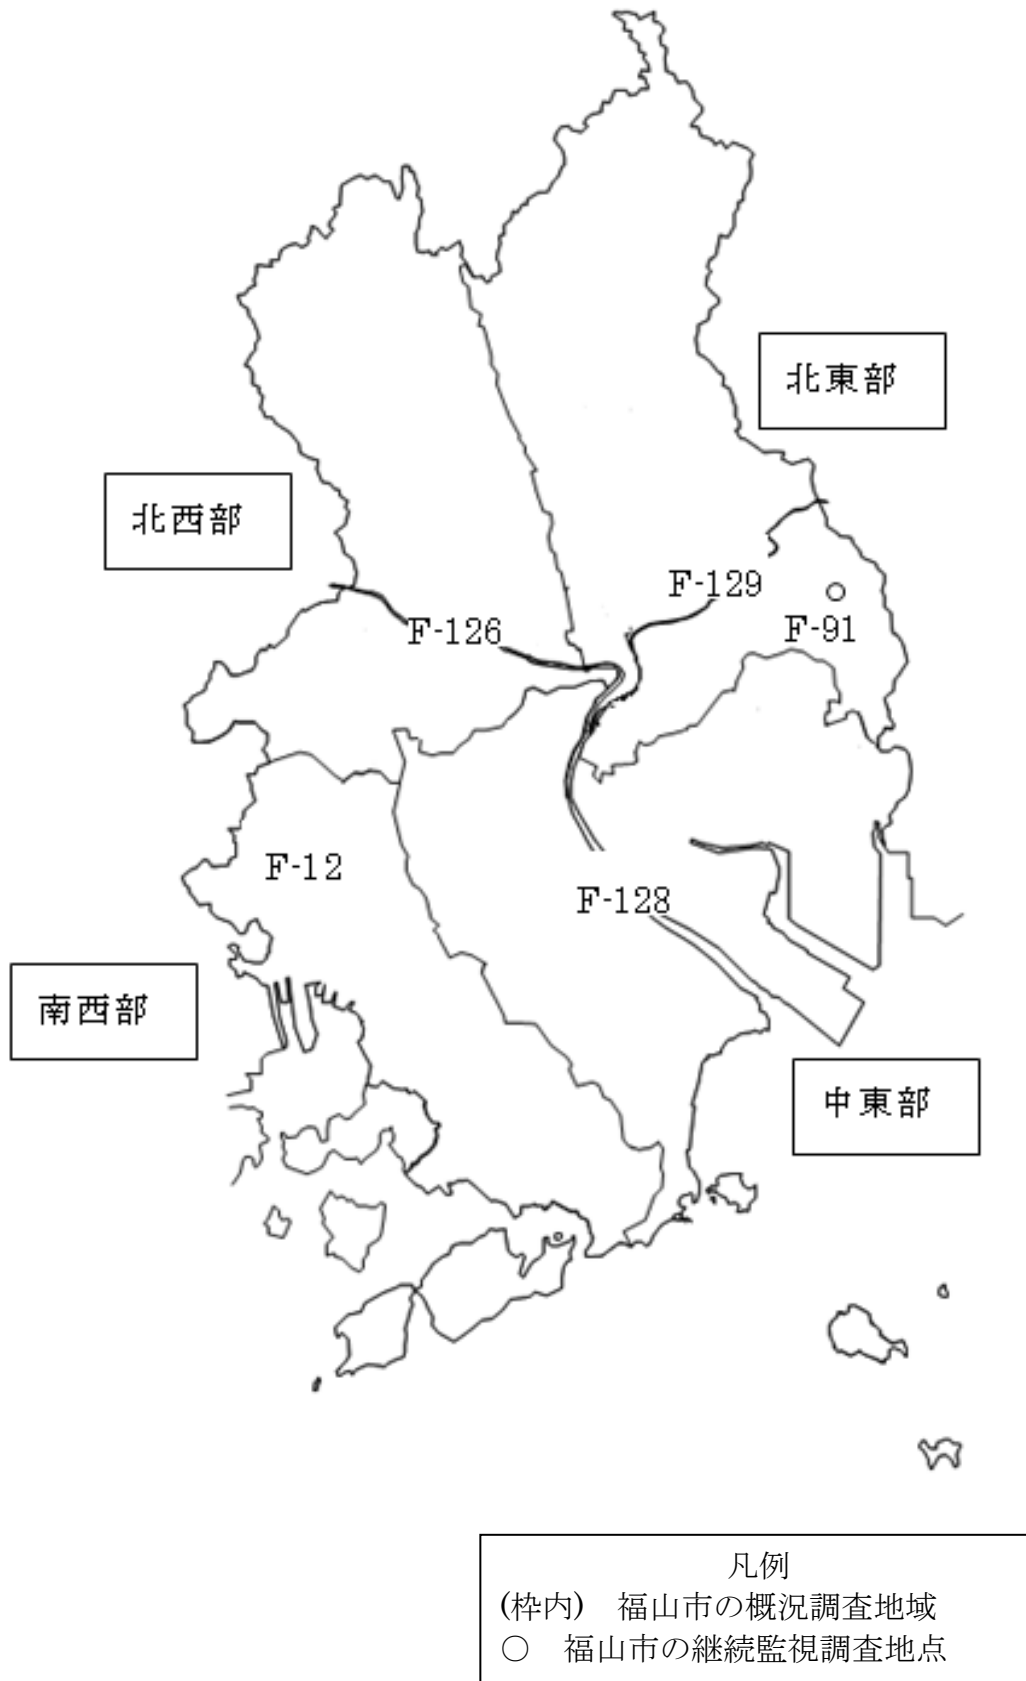 北東部
北西部
F-129
F-126
F-91
F-12
F-128
南西部
中東部
凡例
(枠内)　福山市の概況調査地域
○　福山市の継続監視調査地点